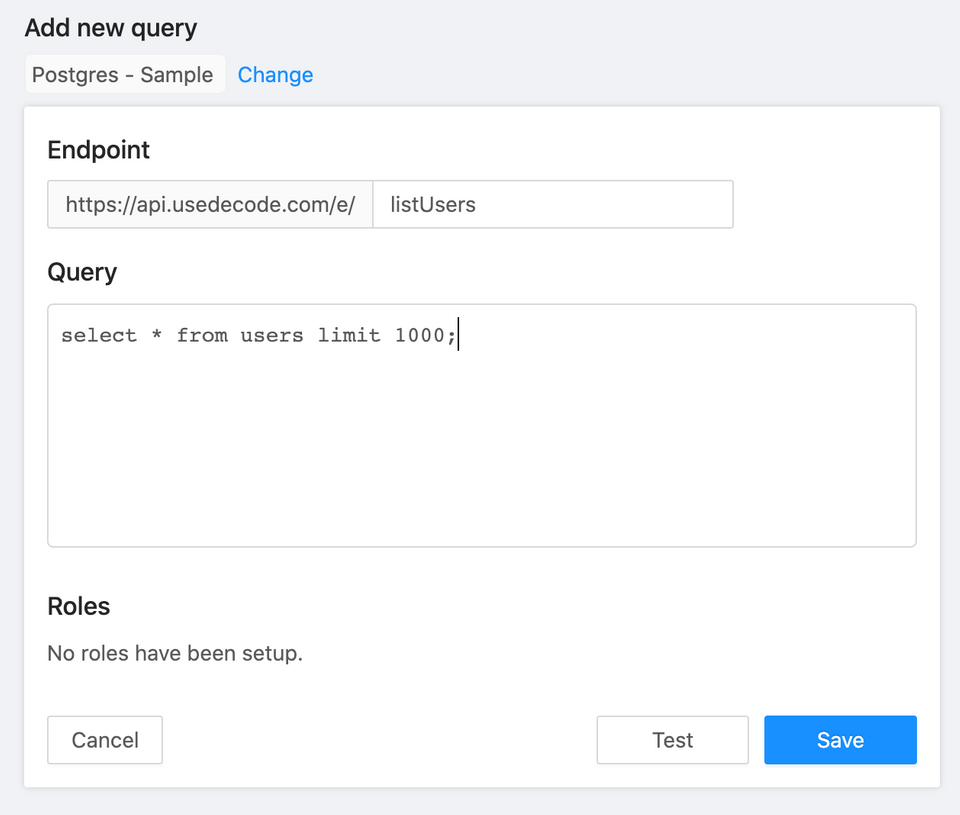 Add new query
Postgres - Sample Change
Endpoint
https://api.usedecode.com/e/ listUsers
Query
select * from users limit 1000;
Roles
No roles have been setup.
Cancel Test Save